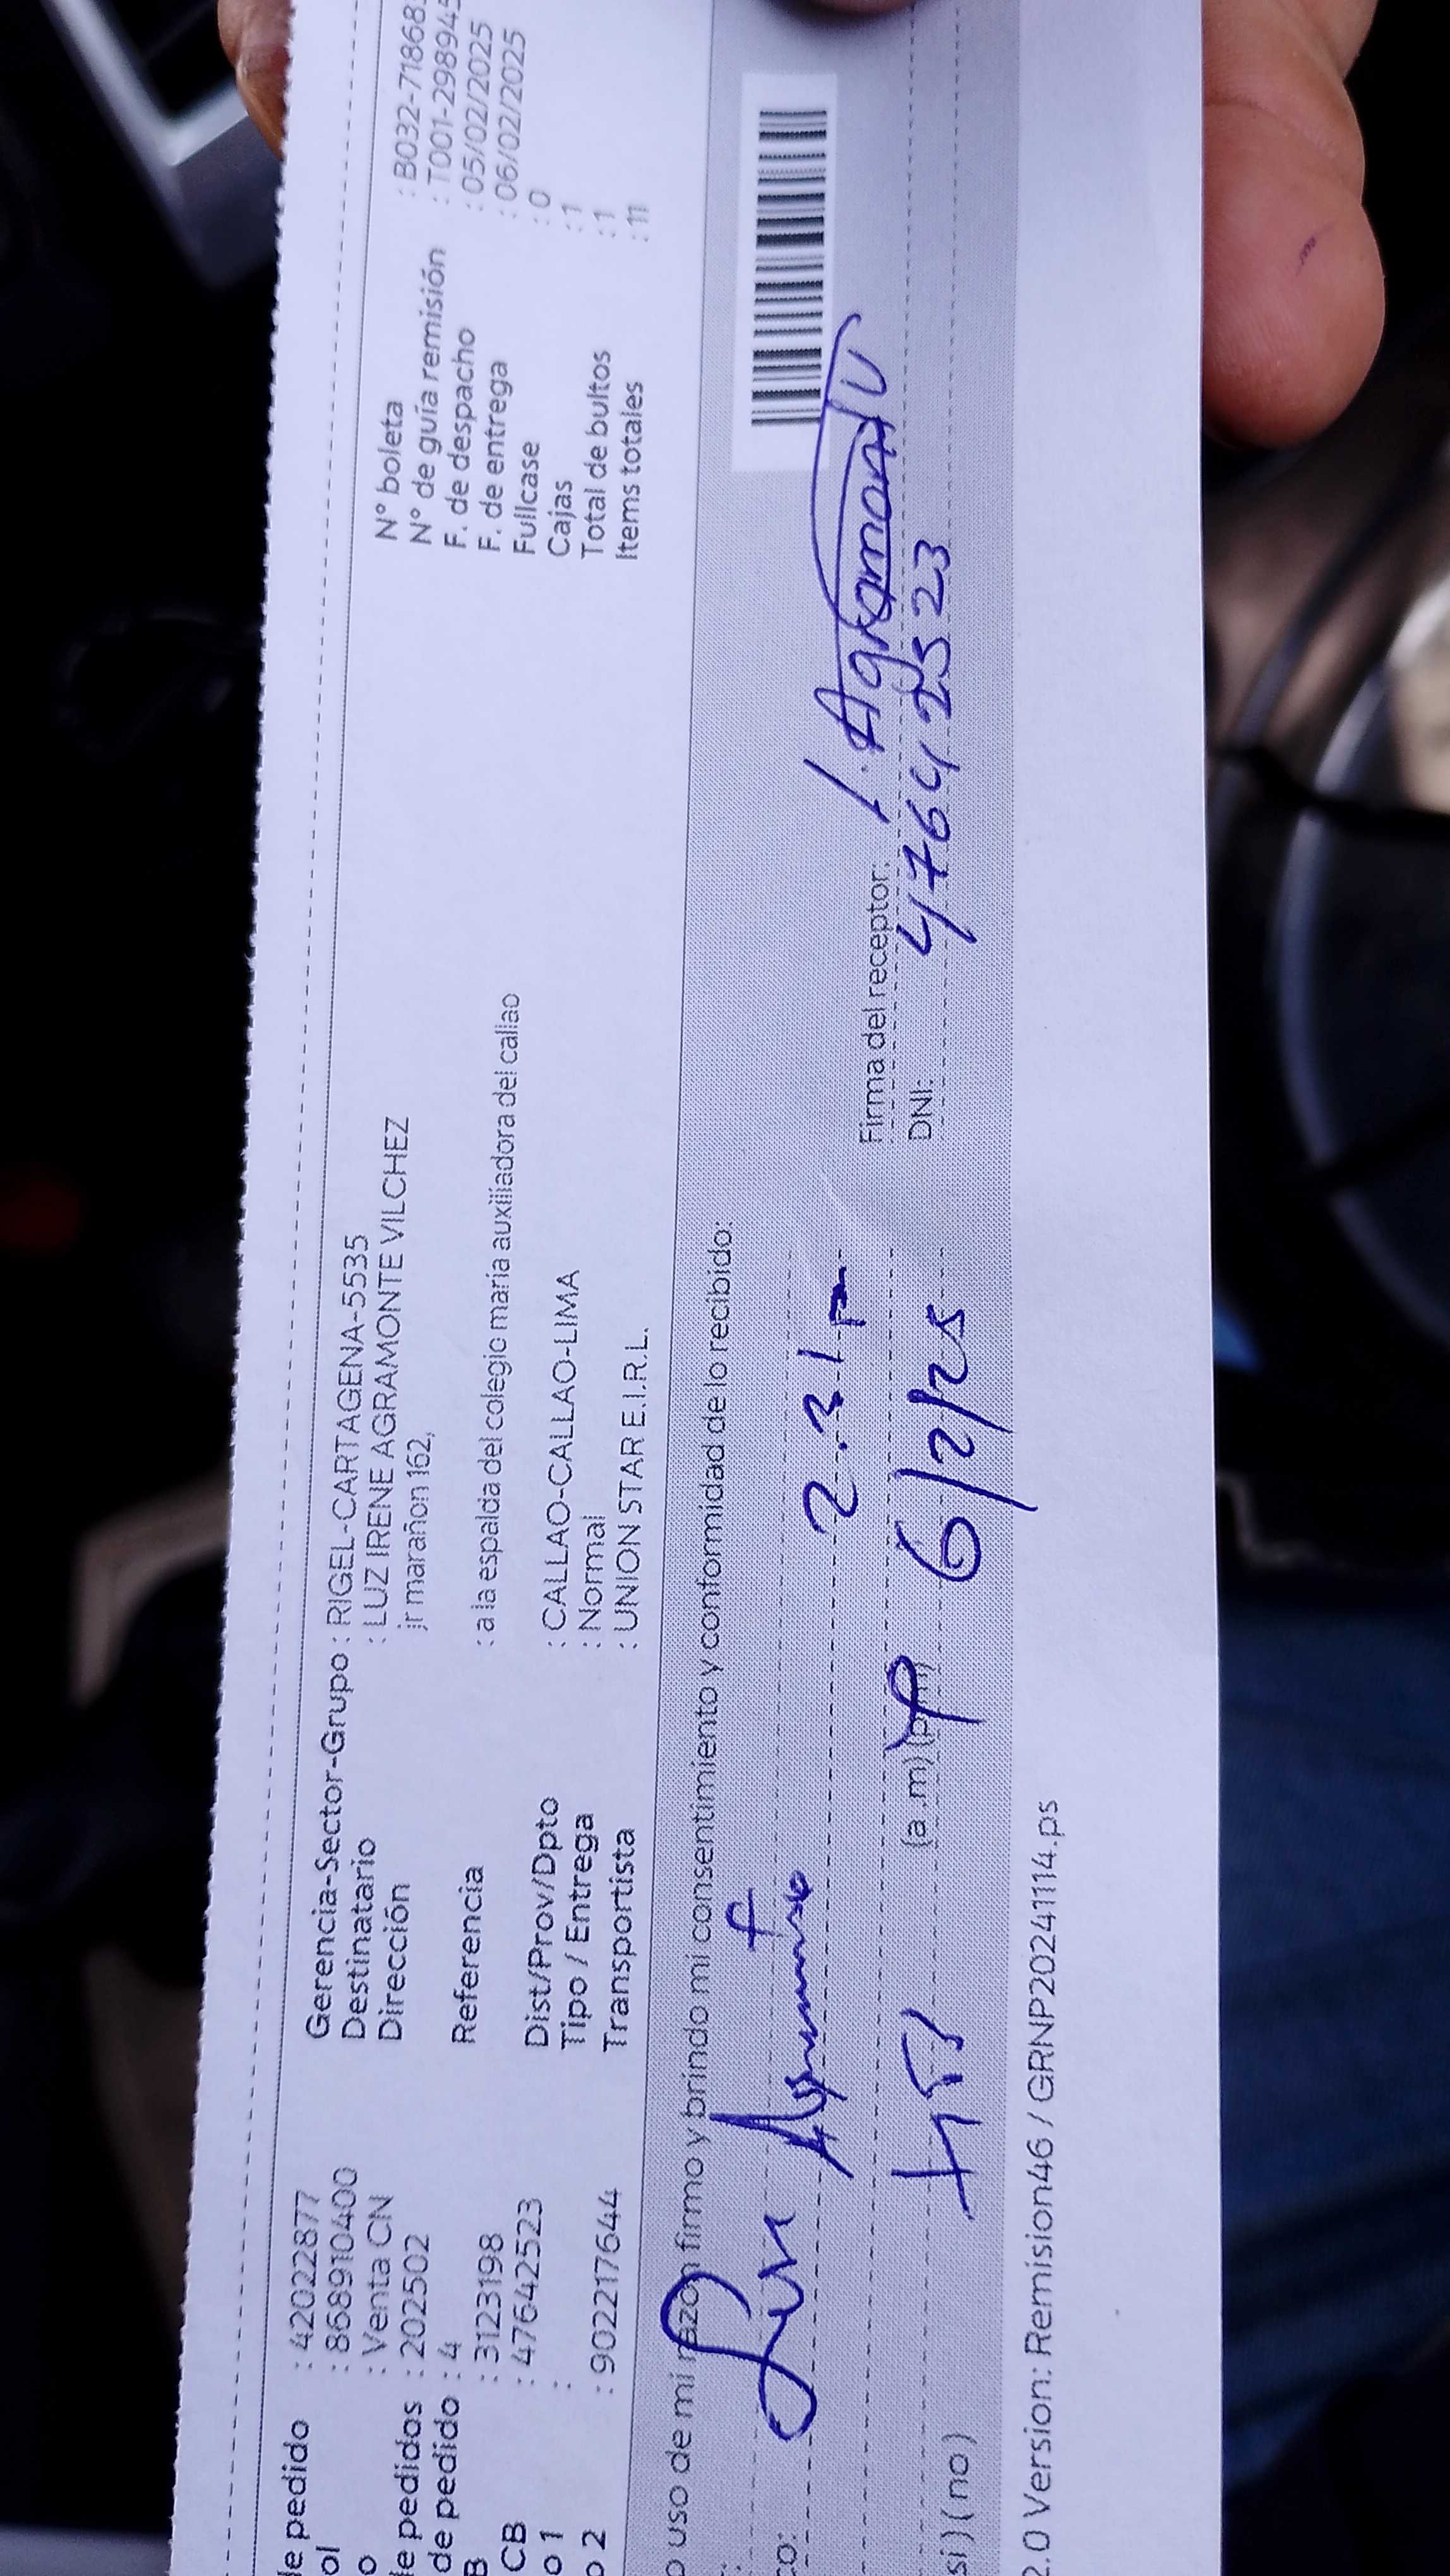 le pedido : 42022877
ol : 868910400
o : Venta CN
le pedidos : 202502
de pedido : 4
B : 3123198
CB : 47642523
o 1 :
o 2 : 902217644
Gerencia-Sector-Grupo : RIGEL-CARTAGENA-5535
Destinatario : LUZ IRENE AGRAMONTE VILCHEZ
Dirección jr marañon 162,
Referencia : a la espalda del colegio maria auxiliadora del callao
Dist/Prov/Dpto : CALLAO-CALLAO-LIMA
Tipo / Entrega : Normal
Transportista : UNION STAR E.I.R.L.
N° boleta : B032-71868
N° de guía remisión : T001-298945
F. de despacho : 05/02/2025
F. de entrega : 06/02/2025
Fullcase : 0
Cajas : 1
Total de bultos : 1
Items totales : 11
o uso de mi razón firmo y brindo mi consentimiento y conformidad de lo recibido:
co: 2.31 pm
Firma del receptor: I. Agramonte
si ) ( no ) (a .m) (p 6/2/25
DNI: 47642523
2.0 Version: Remision46 / GRNP20241114.ps